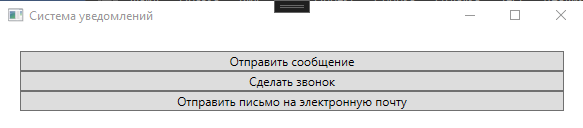 Система уведомлений
Отправить сообщение
Сделать звонок
Отправить письмо на электронную почту